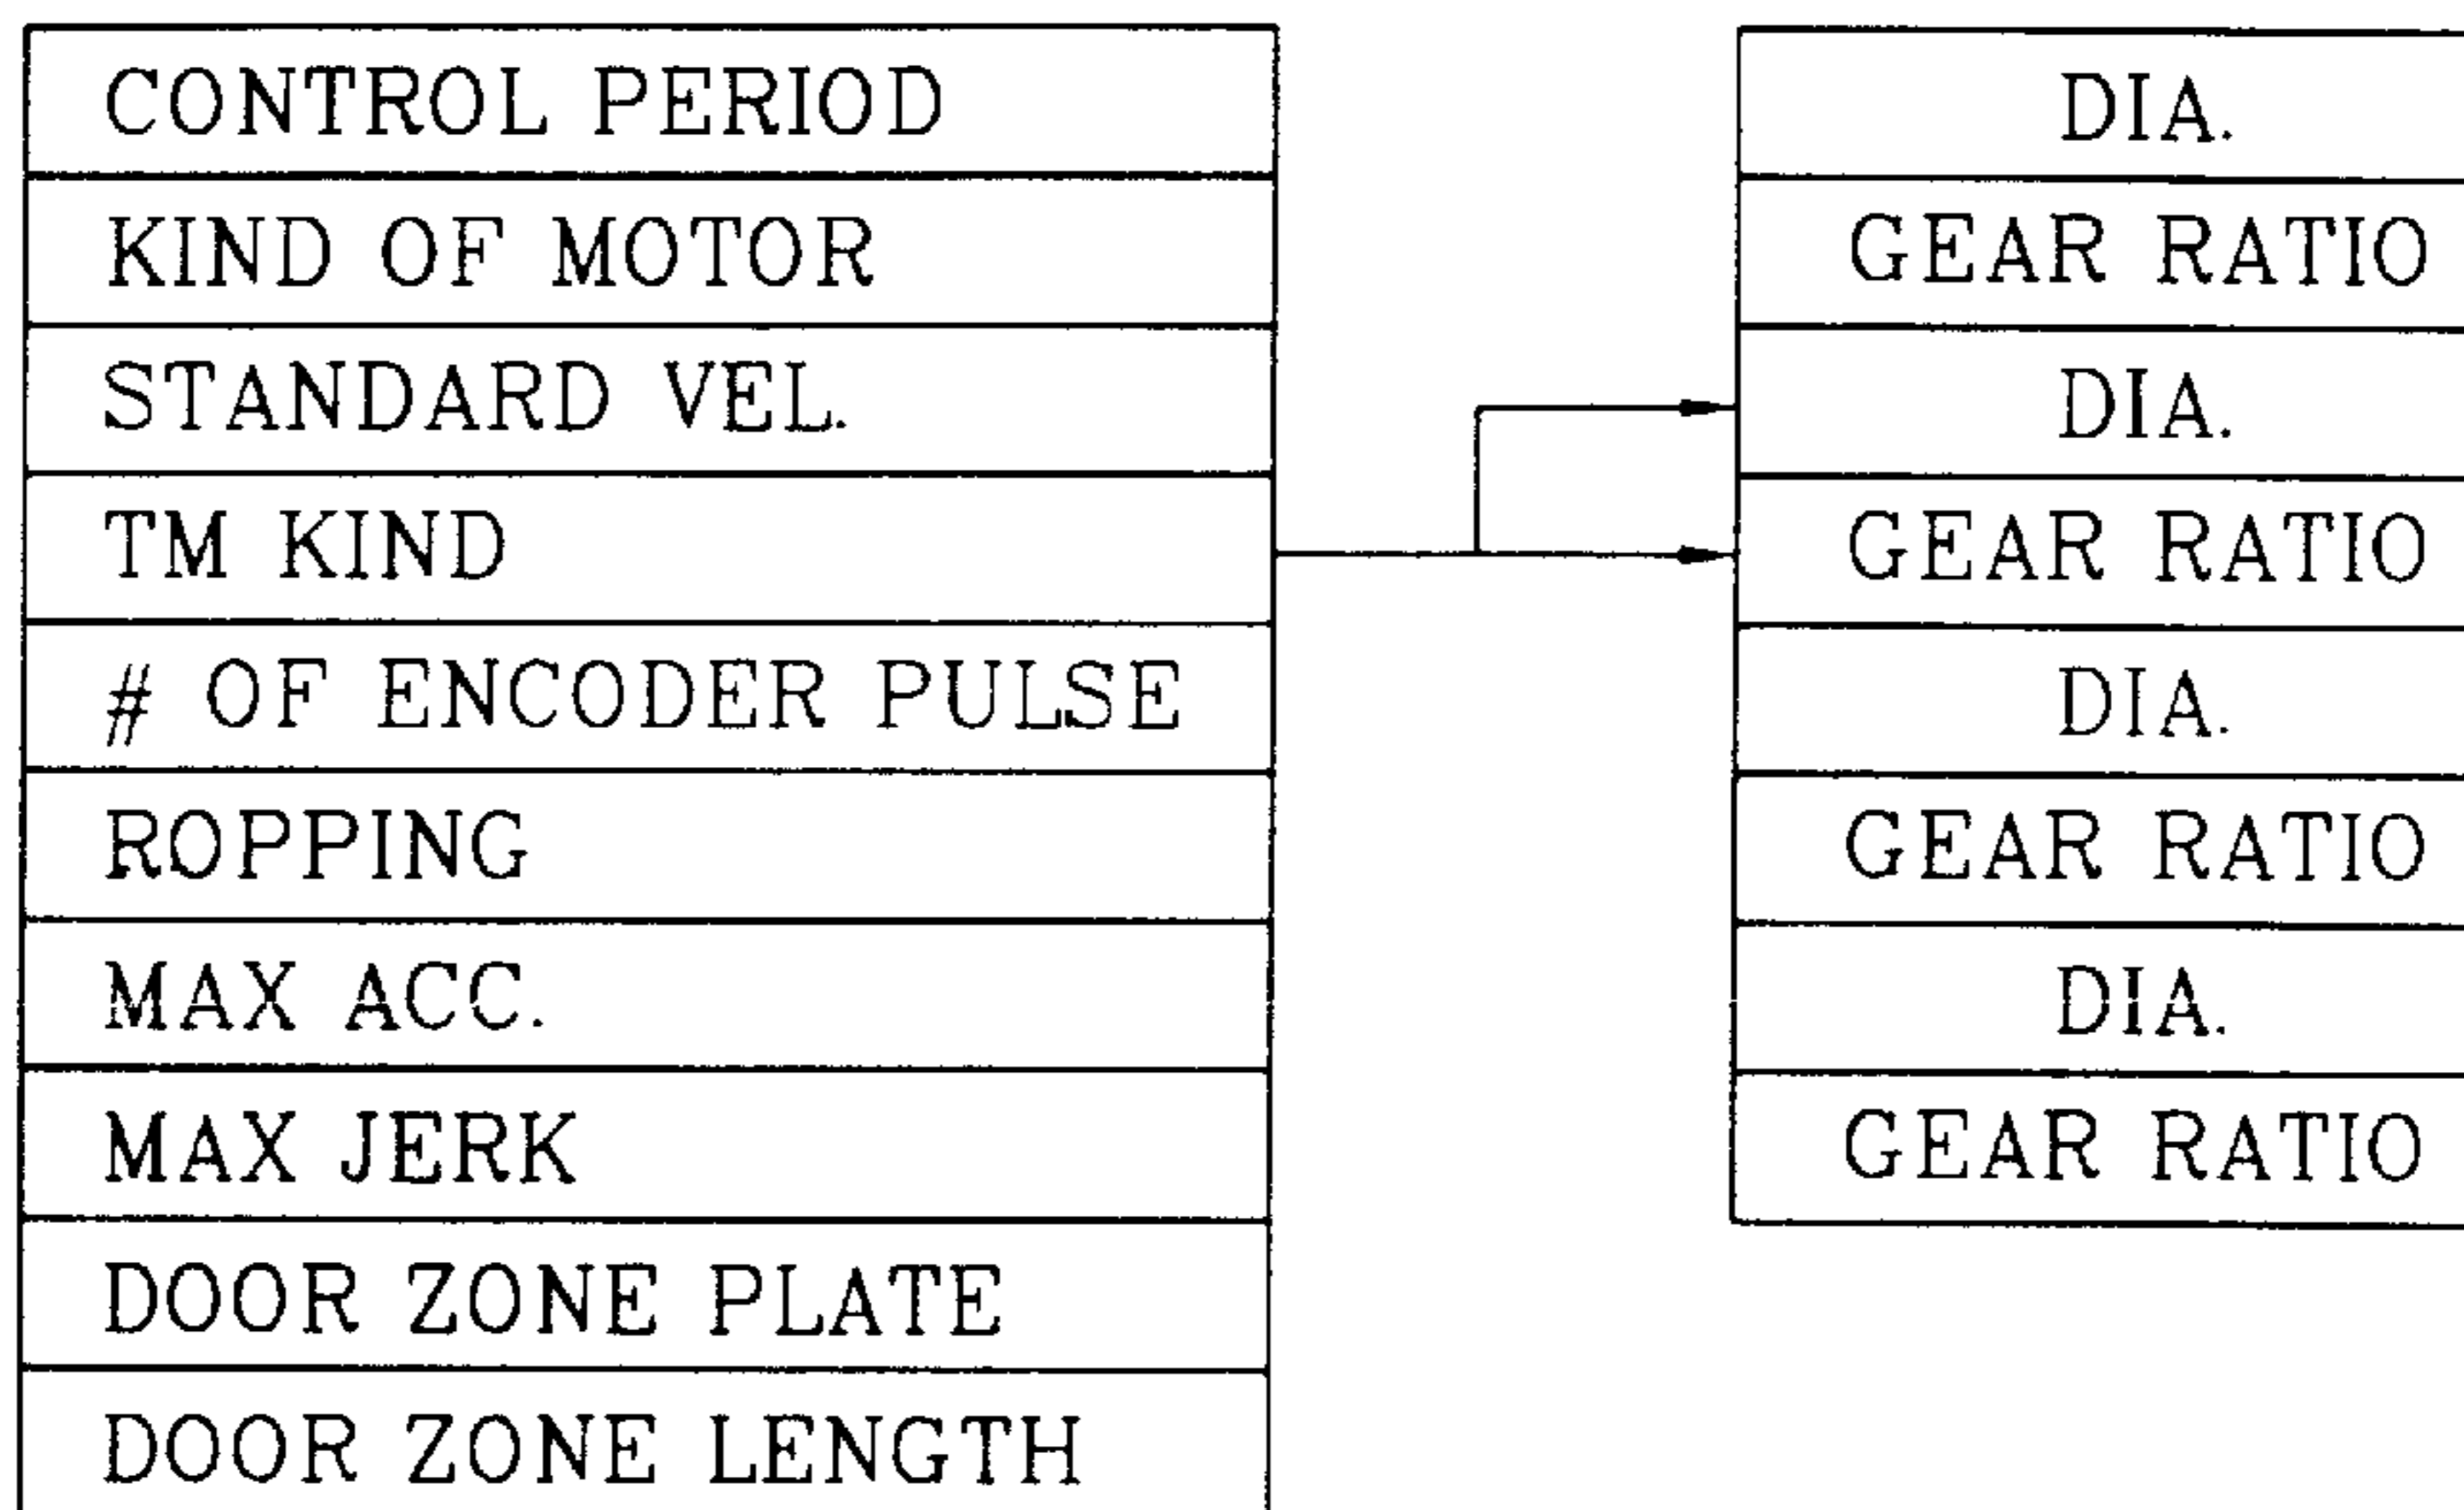 CONTROL PERIOD
KIND OF MOTOR
STANDARD VEL.
TM KIND
# OF ENCODER PULSE
ROPPING
MAX ACC.
MAX JERK
DOOR ZONE PLATE
DOOR ZONE LENGTH
DIA.
GEAR RATIO
DIA.
GEAR RATIO
DIA.
GEAR RATIO
DIA.
GEAR RATIO